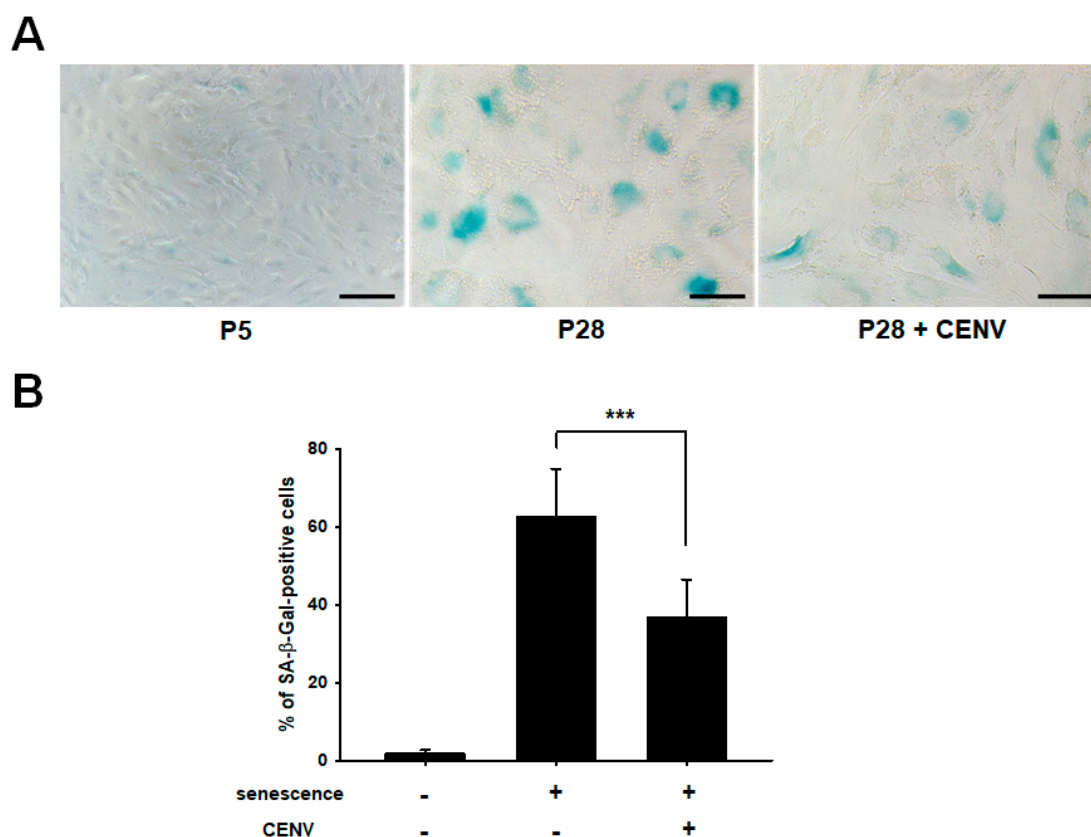 A
P5 P28 P28 + CENV
B
***
80
60
40
20
0
% of SA-β-Gal-positive cells
senescence - + +
CENV - - +